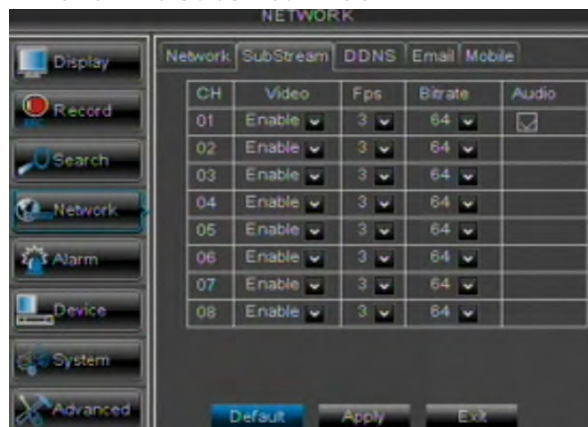 NETWORK
Display
Record
Search
Network
Alarm
Device
System
Advanced
Network SubStream DDNS Email Mobile
CH Video Fps Bitrate Audio
01 Enable 3 64
02 Enable 3 64
03 Enable 3 64
04 Enable 3 64
05 Enable 3 64
06 Enable 3 64
07 Enable 3 64
08 Enable 3 64
Default Apply Exit